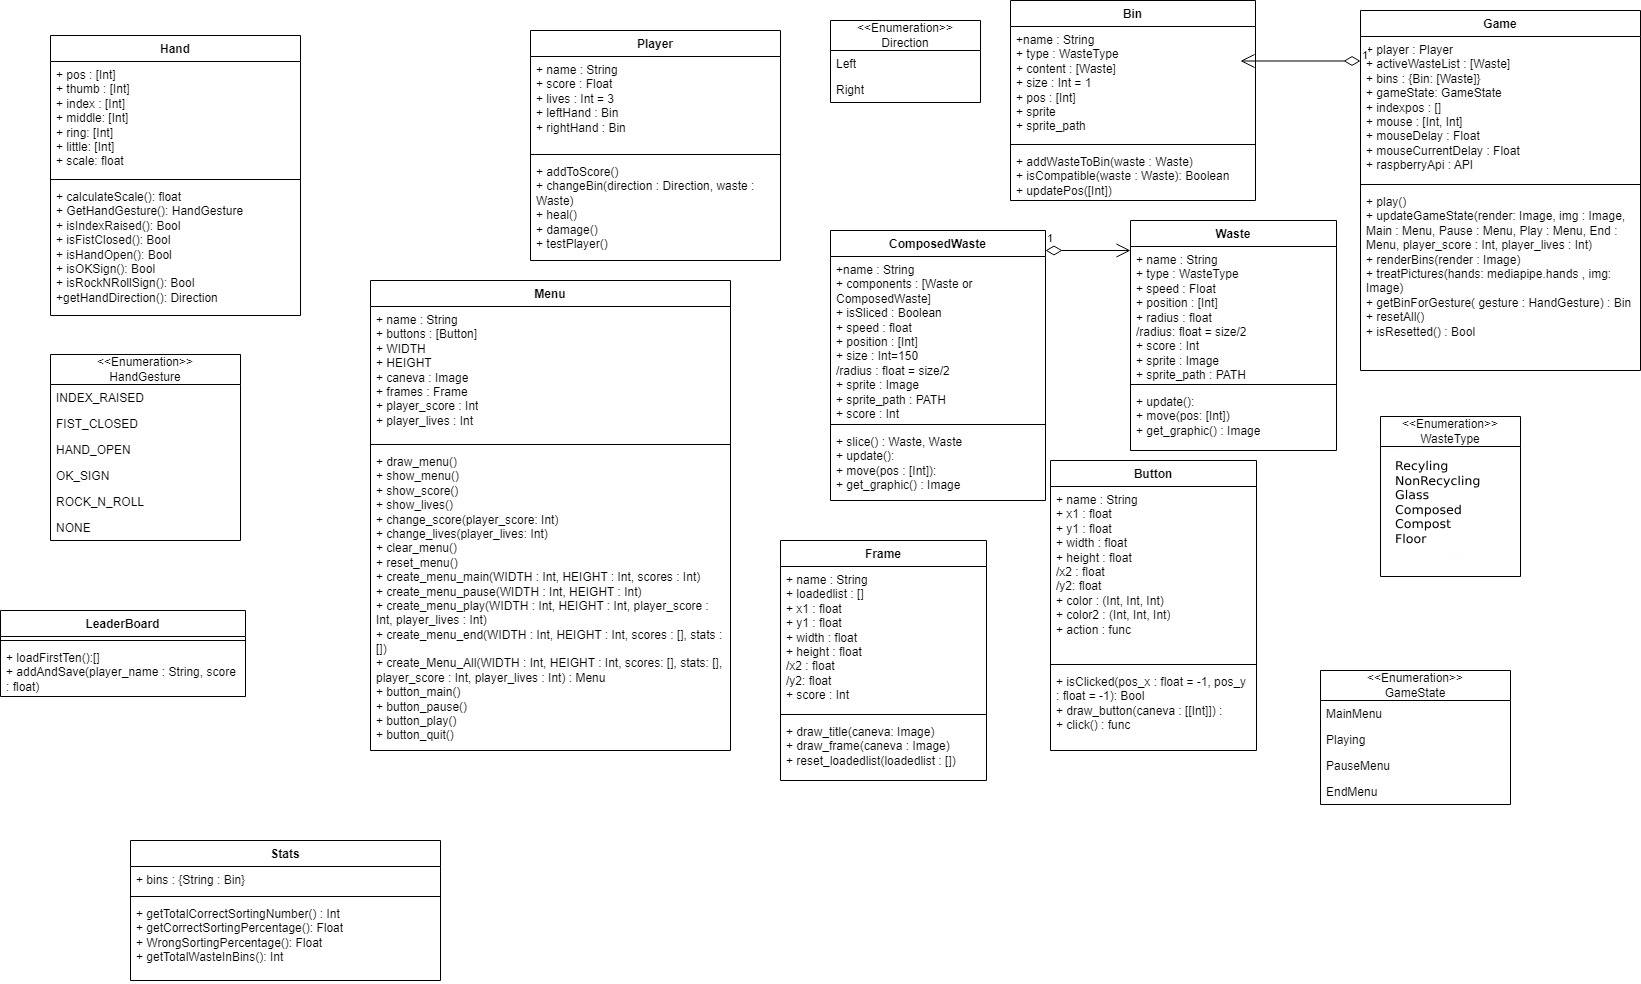 Hand
+ pos : [Int]
+ thumb : [Int]
+ index : [Int]
+ middle: [Int]
+ ring: [Int]
+ little: [Int]
+ scale: float
+ calculateScale(): float
+ GetHandGesture(): HandGesture
+ isIndexRaised(): Bool
+ isFistClosed(): Bool
+ isHandOpen(): Bool
+ isOKSign(): Bool
+ isRockNRollSign(): Bool
+getHandDirection(): Direction
Player
+ name : String
+ score : Float
+ lives : Int = 3
+ leftHand : Bin
+ rightHand : Bin
+ addToScore()
+ changeBin(direction : Direction, waste :
Waste)
+ heal()
+ damage()
+ testPlayer()
<<Enumeration>>
Direction
Left
Right
Bin
+name : String
+ type : WasteType
+ content : [Waste]
+ size : Int = 1
+ pos : [Int]
+ sprite
+ sprite_path
+ addWasteToBin(waste : Waste)
+ isCompatible(waste : Waste): Boolean
+ updatePos([Int])
1
Game
+ player : Player
+ activeWasteList : [Waste]
+ bins : {Bin: [Waste]}
+ gameState: GameState
+ indexpos : []
+ mouse : [Int, Int]
+ mouseDelay : Float
+ mouseCurrentDelay : Float
+ raspberryApi : API
+ play()
+ updateGameState(render: Image, img : Image,
Main : Menu, Pause : Menu, Play : Menu, End :
Menu, player_score : Int, player_lives : Int)
+ renderBins(render : Image)
+ treatPictures(hands: mediapipe.hands , img:
Image)
+ getBinForGesture( gesture : HandGesture) : Bin
+ resetAll()
+ isResetted() : Bool
ComposedWaste
+name : String
+ components : [Waste or
ComposedWaste]
+ isSliced : Boolean
+ speed : float
+ position : [Int]
+ size : Int=150
/radius : float = size/2
+ sprite : Image
+ sprite_path : PATH
+ score : Int
+ slice() : Waste, Waste
+ update():
+ move(pos : [Int]):
+ get_graphic() : Image
1
Waste
+ name : String
+ type : WasteType
+ speed : Float
+ position : [Int]
+ radius : float
/radius: float = size/2
+ score : Int
+ sprite : Image
+ sprite_path : PATH
+ update():
+ move(pos: [Int])
+ get_graphic() : Image
Menu
+ name : String
+ buttons : [Button]
+ WIDTH
+ HEIGHT
+ caneva : Image
+ frames : Frame
+ player_score : Int
+ player_lives : Int
+ draw_menu()
+ show_menu()
+ show_score()
+ show_lives()
+ change_score(player_score: Int)
+ change_lives(player_lives: Int)
+ clear_menu()
+ reset_menu()
+ create_menu_main(WIDTH : Int, HEIGHT : Int, scores : Int)
+ create_menu_pause(WIDTH : Int, HEIGHT : Int)
+ create_menu_play(WIDTH : Int, HEIGHT : Int, player_score :
Int, player_lives : Int)
+ create_menu_end(WIDTH : Int, HEIGHT : Int, scores : [], stats :
[])
+ create_Menu_All(WIDTH : Int, HEIGHT : Int, scores: [], stats: [],
player_score : Int, player_lives : Int) : Menu
+ button_main()
+ button_pause()
+ button_play()
+ button_quit()
<<Enumeration>>
HandGesture
INDEX_RAISED
FIST_CLOSED
HAND_OPEN
OK_SIGN
ROCK_N_ROLL
NONE
<<Enumeration>>
WasteType
Recyling
NonRecycling
Glass
Composed
Compost
Floor
Button
+ name : String
+ x1 : float
+ y1 : float
+ width : float
+ height : float
/x2 : float
/y2: float
+ color : (Int, Int, Int)
+ color2 : (Int, Int, Int)
+ action : func
+ isClicked(pos_x : float = -1, pos_y
: float = -1): Bool
+ draw_button(caneva : [[Int]]) :
+ click() : func
Frame
+ name : String
+ loadedlist : []
+ x1 : float
+ y1 : float
+ width : float
+ height : float
/x2 : float
/y2: float
+ score : Int
+ draw_title(caneva: Image)
+ draw_frame(caneva : Image)
+ reset_loadedlist(loadedlist : [])
LeaderBoard
+ loadFirstTen():[]
+ addAndSave(player_name : String, score
: float)
<<Enumeration>>
GameState
MainMenu
Playing
PauseMenu
EndMenu
Stats
+ bins : {String : Bin}
+ getTotalCorrectSortingNumber() : Int
+ getCorrectSortingPercentage(): Float
+ WrongSortingPercentage(): Float
+ getTotalWasteInBins(): Int